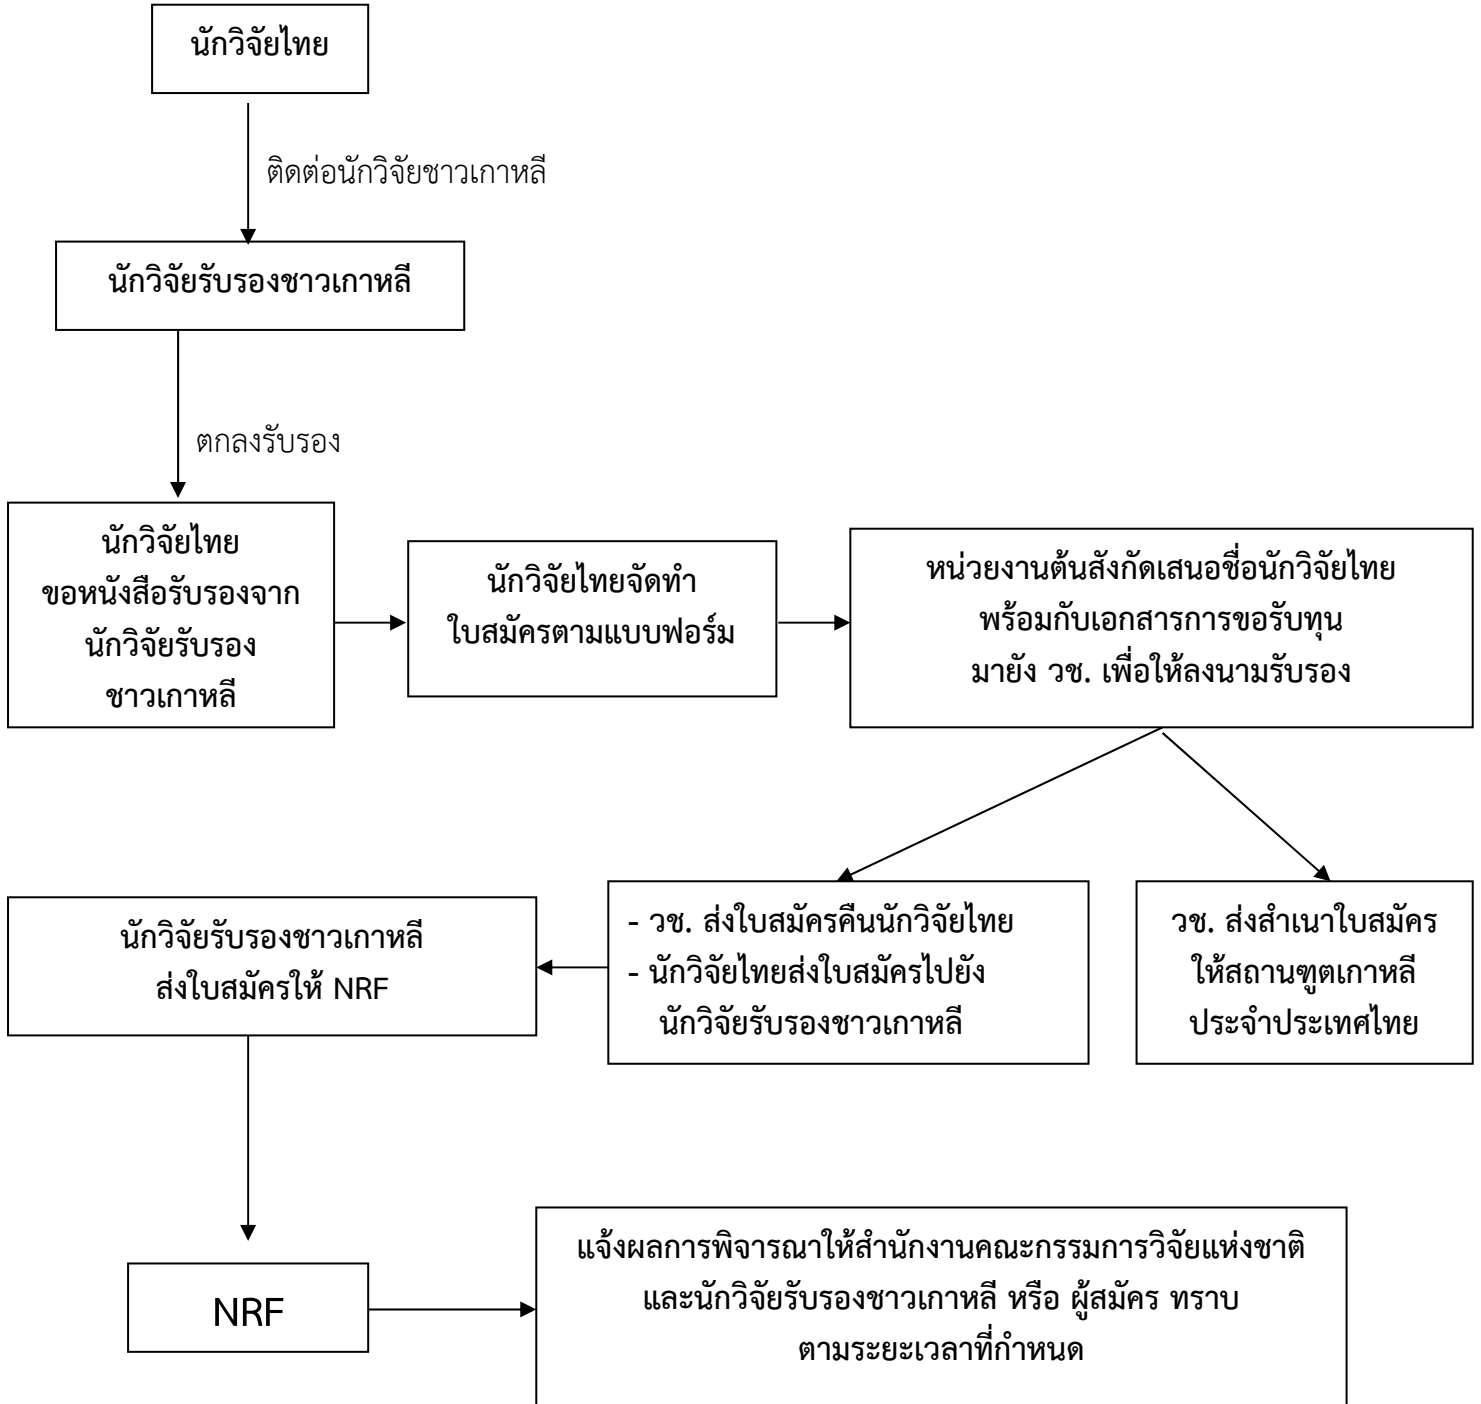 นักวิจัยไทย
ติดต่อนักวิจัยชาวเกาหลี
นักวิจัยรับรองชาวเกาหลี
ตกลงรับรอง
นักวิจัยไทย
ขอหนังสือรับรองจาก
นักวิจัยรับรอง
ชาวเกาหลี
นักวิจัยไทยจัดทำ
ใบสมัครตามแบบฟอร์ม
หน่วยงานต้นสังกัดเสนอชื่อนักวิจัยไทย
พร้อมกับเอกสารการขอรับทุน
มายัง วช. เพื่อให้ลงนามรับรอง
นักวิจัยรับรองชาวเกาหลี
ส่งใบสมัครให้ NRF
- วช. ส่งใบสมัครคืนนักวิจัยไทย
- นักวิจัยไทยส่งใบสมัครไปยัง
นักวิจัยรับรองชาวเกาหลี
วช. ส่งสำเนาใบสมัคร
ให้สถานฑูตเกาหลี
ประจำประเทศไทย
NRF
แจ้งผลการพิจารณาให้สำนักงานคณะกรรมการวิจัยแห่งชาติ
และนักวิจัยรับรองชาวเกาหลี หรือ ผู้สมัคร ทราบ
ตามระยะเวลาที่กำหนด